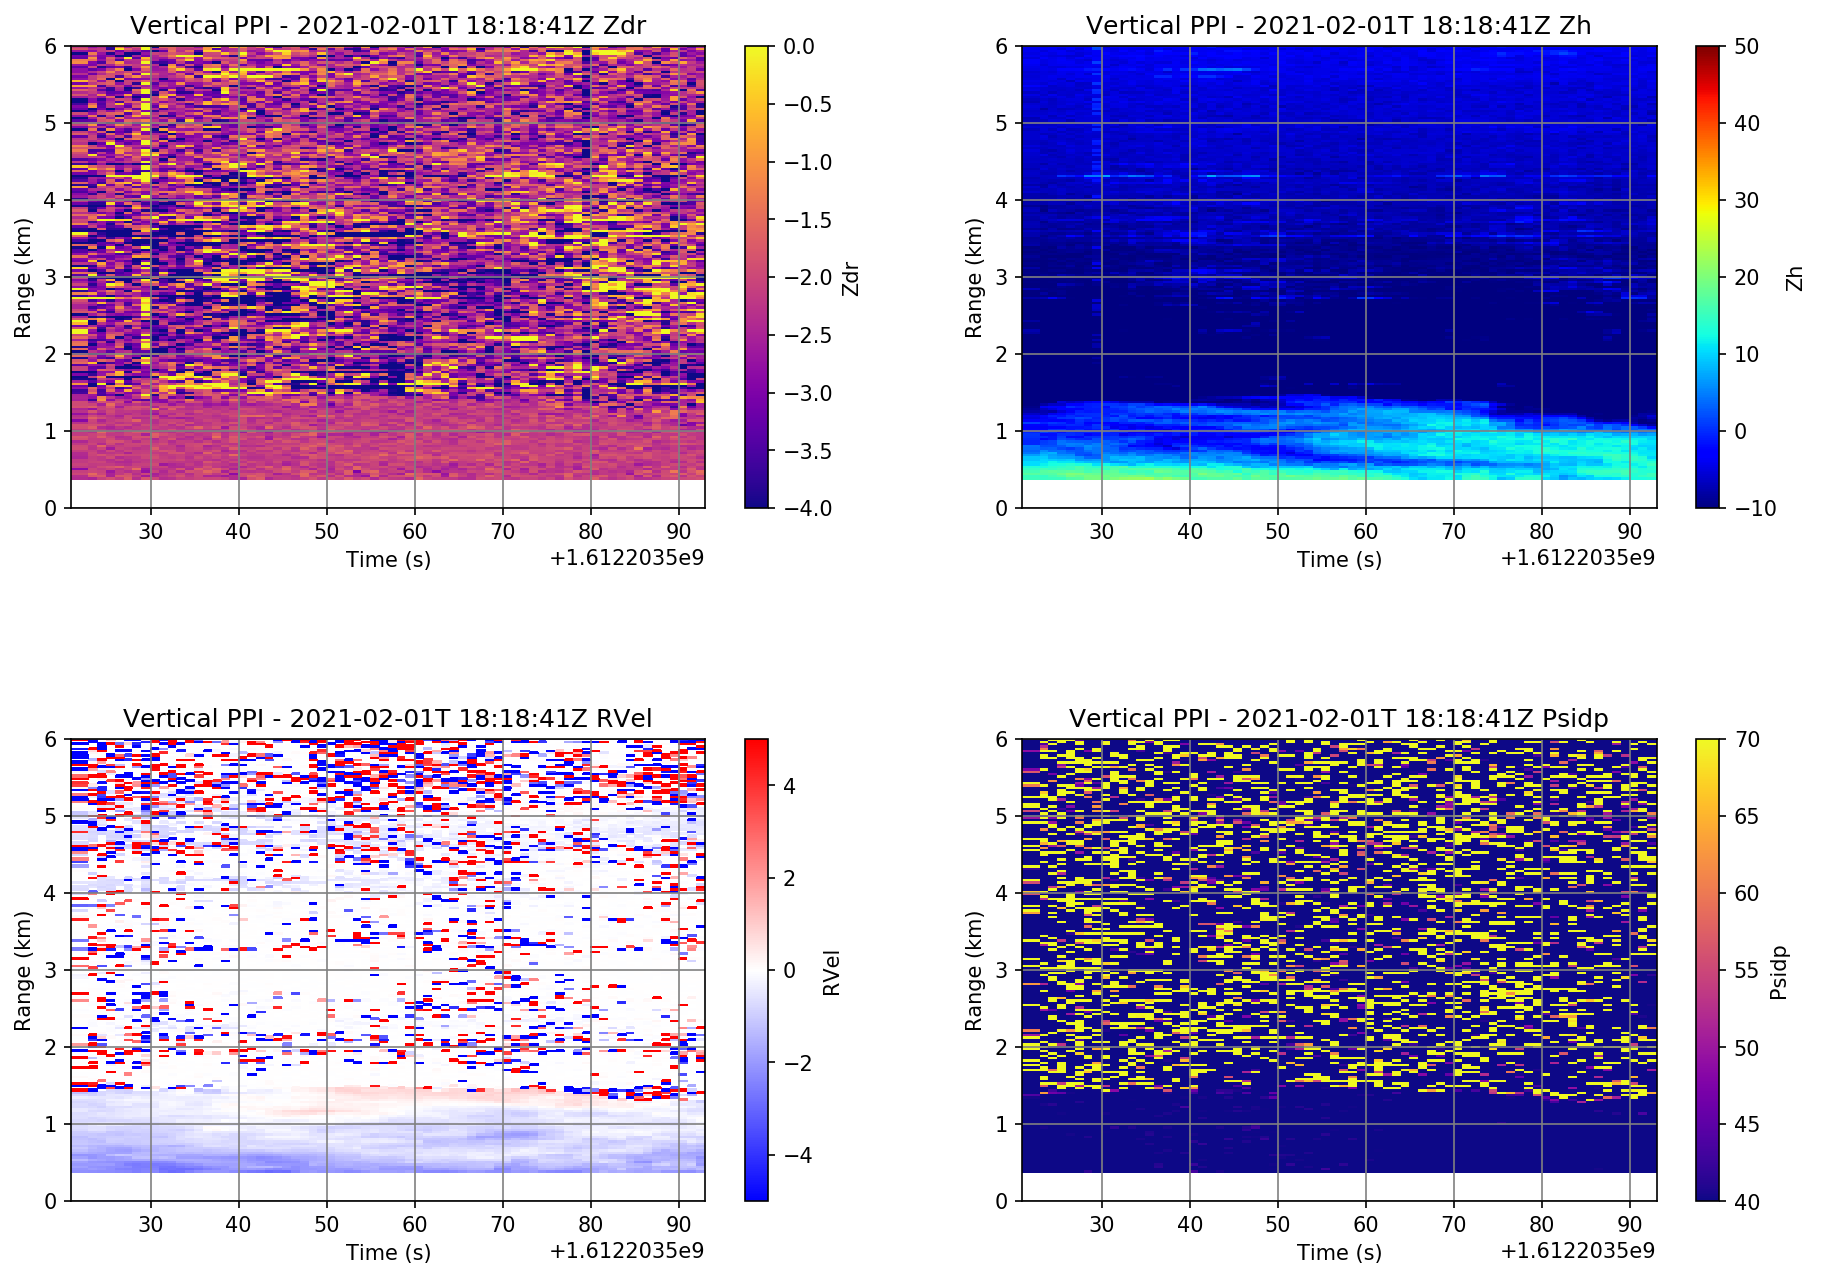 Vertical PPI - 2021-02-01T 18:18:41Z Zdr
6
5
4
3
2
1
0
Range (km)
30 40 50 60 70 80 90
Time (s)
+1.6122035e9
0.0
−0.5
−1.0
−1.5
−2.0
−2.5
−3.0
−3.5
−4.0
Zdr
Vertical PPI - 2021-02-01T 18:18:41Z Zh
6
5
4
3
2
1
0
Range (km)
30 40 50 60 70 80 90
Time (s)
+1.6122035e9
50
40
30
20
10
0
−10
Zh
Vertical PPI - 2021-02-01T 18:18:41Z RVel
6
5
4
3
2
1
0
Range (km)
30 40 50 60 70 80 90
Time (s)
+1.6122035e9
4
2
0
−2
−4
RVel
Vertical PPI - 2021-02-01T 18:18:41Z Psidp
6
5
4
3
2
1
0
Range (km)
30 40 50 60 70 80 90
Time (s)
+1.6122035e9
70
65
60
55
50
45
40
Psidp